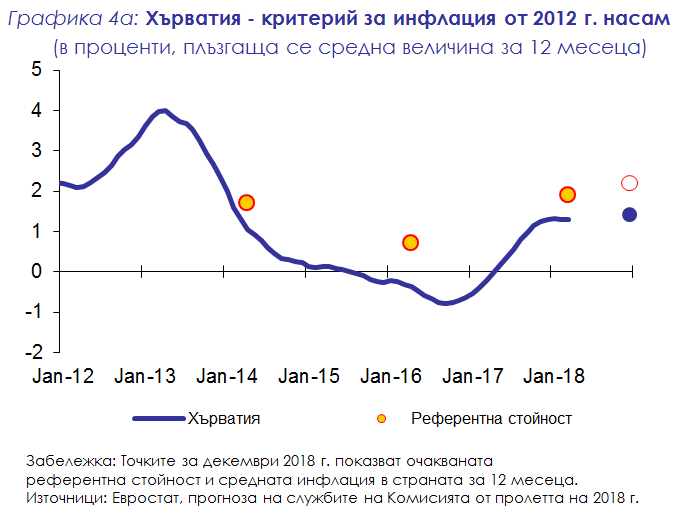 Графика 4а: Хърватия - критерий за инфлация от 2012 г. насам
(в проценти, плъзгаща се средна величина за 12 месеца)
5
4
3
2
1
0
-1
-2
Jan-12 Jan-13 Jan-14 Jan-15 Jan-16 Jan-17 Jan-18
Хърватия Референтна стойност
Забележка: Точките за декември 2018 г. показват очакваната
референтна стойност и средната инфлация в страната за 12 месеца.
Източници: Евростат, прогноза на службите на Комисията от пролетта на 2018 г.